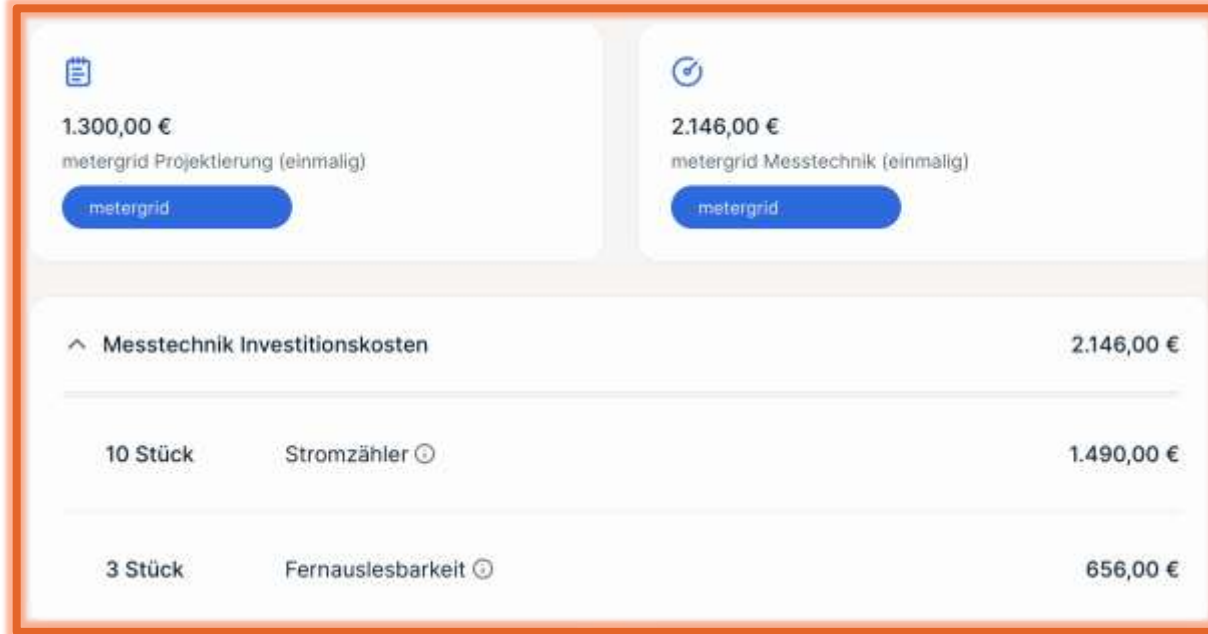 1.300,00 €
metergrid Projektierung (einmalig)
metergrid
2.146,00 €
metergrid Messtechnik (einmalig)
metergrid
Messtechnik Investitionskosten 2.146,00 €
10 Stück Stromzähler 1.490,00 €
3 Stück Fernauslesbarkeit 656,00 €